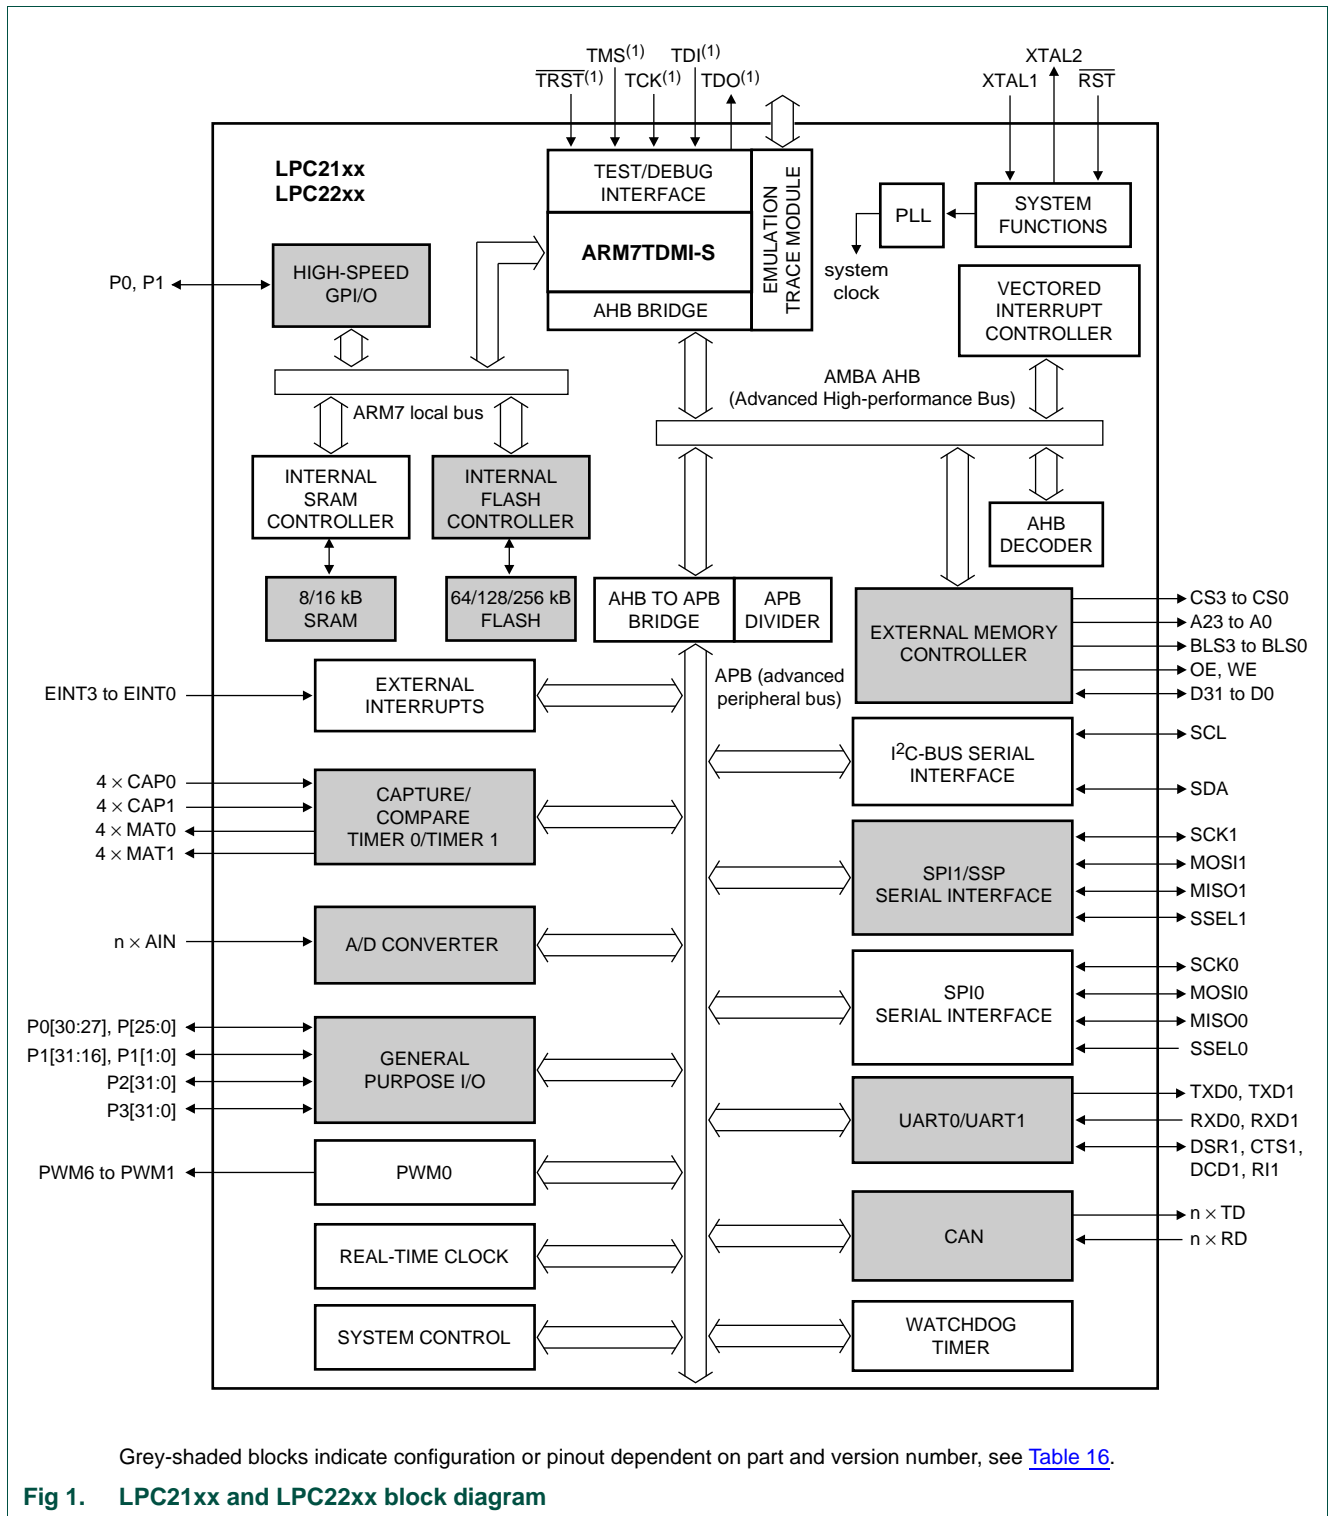 TMS(1)
TDI(1)
TRST(1)
TCK(1)
TDO(1)
XTAL2
XTAL1
RST
LPC21xx
LPC22xx
TEST/DEBUG
INTERFACE
ARM7TDMI-S
AHB BRIDGE
EMULATION
TRACE MODULE
PLL
SYSTEM
FUNCTIONS
system
clock
P0, P1
HIGH-SPEED
GPI/O
VECTORED
INTERRUPT
CONTROLLER
AMBA AHB
(Advanced High-performance Bus)
ARM7 local bus
INTERNAL
SRAM
CONTROLLER
INTERNAL
FLASH
CONTROLLER
AHB
DECODER
8/16 kB
SRAM
64/128/256 kB
FLASH
AHB TO APB
BRIDGE
APB
DIVIDER
EXTERNAL MEMORY
CONTROLLER
CS3 to CS0
A23 to A0
BLS3 to BLS0
OE, WE
D31 to D0
APB (advanced
peripheral bus)
EINT3 to EINT0
EXTERNAL
INTERRUPTS
I2C-BUS SERIAL
INTERFACE
SCL
SDA
4 × CAP0
4 × CAP1
4 × MAT0
4 × MAT1
CAPTURE/
COMPARE
TIMER 0/TIMER 1
SPI1/SSP
SERIAL INTERFACE
SCK1
MOSI1
MISO1
SSEL1
n × AIN
A/D CONVERTER
SPI0
SERIAL INTERFACE
SCK0
MOSI0
MISO0
SSEL0
P0[30:27], P[25:0]
P1[31:16], P1[1:0]
P2[31:0]
P3[31:0]
GENERAL
PURPOSE I/O
UART0/UART1
TXD0, TXD1
RXD0, RXD1
DSR1, CTS1,
DCD1, RI1
PWM6 to PWM1
PWM0
CAN
n × TD
n × RD
REAL-TIME CLOCK
SYSTEM CONTROL
WATCHDOG
TIMER
Grey-shaded blocks indicate configuration or pinout dependent on part and version number, see Table 16.
Fig 1. LPC21xx and LPC22xx block diagram